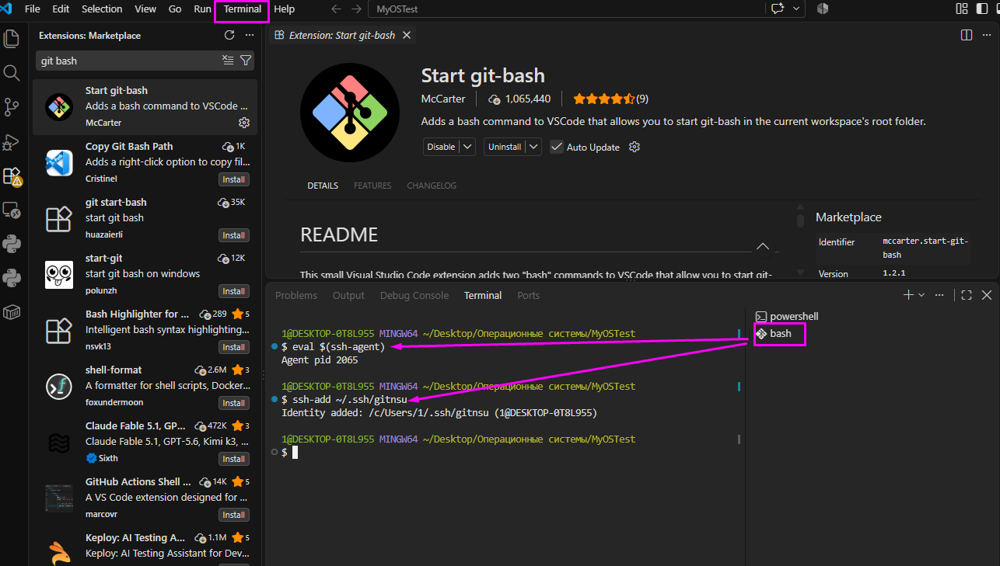 File Edit Selection View Go Run Terminal Help
MyOSTest
Extensions: Marketplace
git bash
Start git-bash
Adds a bash command to VSCode ...
McCarter
Copy Git Bash Path
1K
Adds a right-click option to copy fil...
Cristinel
Install
git start-bash
35K
start git bash
huazaierli
Install
start-git
12K
start git bash on windows
polunzh
Install
Bash Highlighter for ...
289
5
Intelligent bash syntax highlighting...
nsvk13
Install
shell-format
2.6M
3
A formatter for shell scripts, Docker...
foxundermoon
Install
Claude Fable 5.1, GP...
472K
3
Claude Fable 5.1, GPT-5.6, Kimi k3, ...
Sixth
Install
GitHub Actions Shell ...
14K
5
A VS Code extension designed for ...
marcovr
Install
Keploy: AI Testing A...
1.1M
5
Keploy: AI Testing Assistant for Dev...
Extension: Start git-bash
Start git-bash
McCarter
1,065,440
(9)
Adds a bash command to VSCode that allows you to start git-bash in the current workspace's root folder.
Disable
Uninstall
Auto Update
DETAILS FEATURES CHANGELOG
README
This small Visual Studio Code extension adds two "bash" commands to VSCode that allow you to start git-
Marketplace
Identifier
mccarter.start-git-
bash
Version
1.2.1
Problems Output Debug Console Terminal Ports
1@DESKTOP-0T8L955 MINGW64 ~/Desktop/Операционные системы/MyOSTest
$ eval $(ssh-agent)
Agent pid 2065
1@DESKTOP-0T8L955 MINGW64 ~/Desktop/Операционные системы/MyOSTest
$ ssh-add ~/.ssh/gitnsu
Identity added: /c/Users/1/.ssh/gitnsu (1@DESKTOP-0T8L955)
1@DESKTOP-0T8L955 MINGW64 ~/Desktop/Операционные системы/MyOSTest
$
powershell
bash